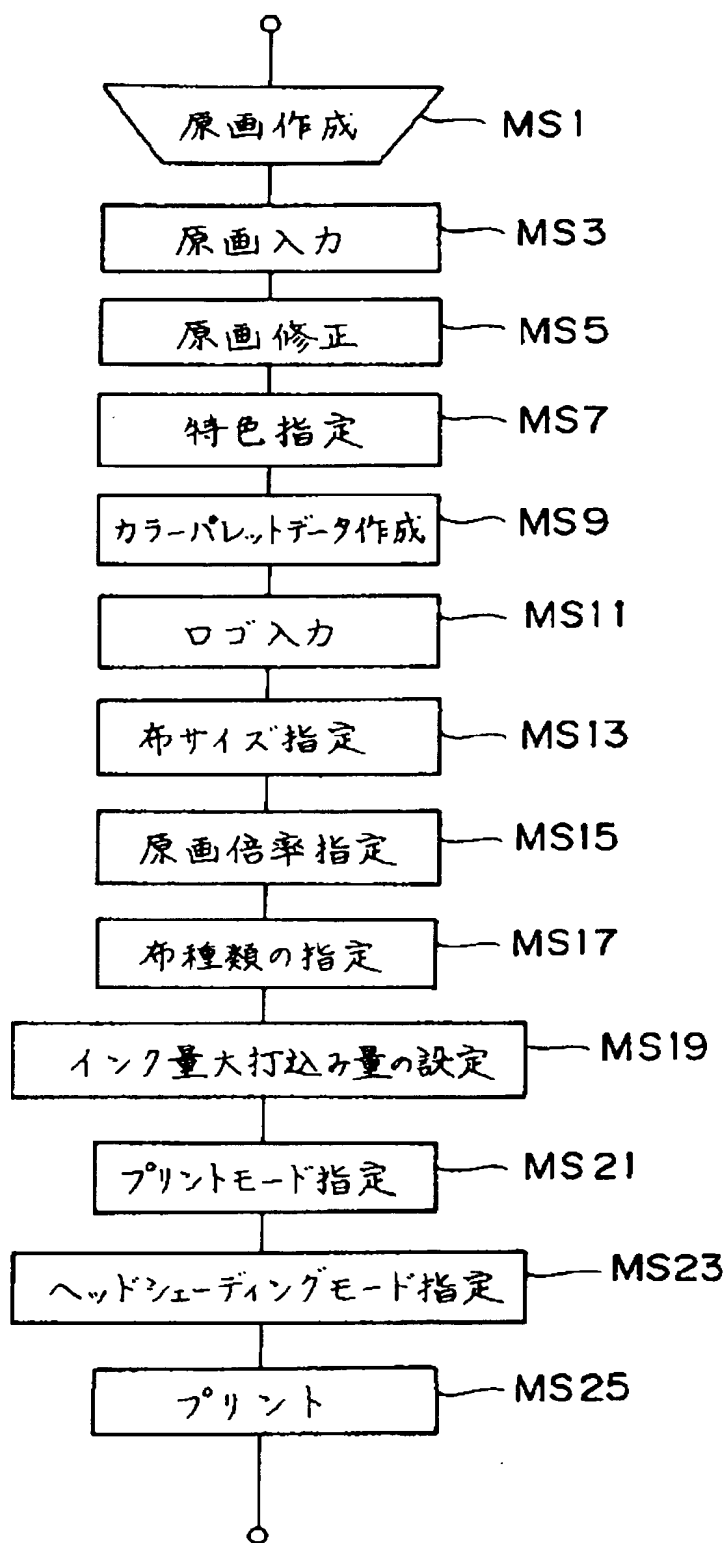 原画作成 MS1
原画入力 MS3
原画修正 MS5
特色指定 MS7
カラーパレットデータ作成 MS9
ロゴ入力 MS11
布サイズ指定 MS13
原画倍率指定 MS15
布種類の指定 MS17
インク量大打込み量の設定 MS19
プリントモード指定 MS21
ヘッドシェーディングモード指定 MS23
プリント MS25